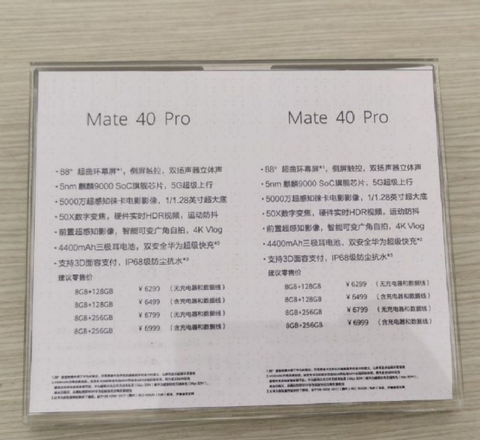 Mate 40 Pro
·88° 超曲环幕屏*¹，侧屏触控，双扬声器立体声
·5nm 麒麟9000 SoC旗舰芯片，5G超级上行
·5000万超感知徕卡电影影像，1/1.28英寸超大底
·50X数字变焦，硬件实时HDR视频，运动防抖
·前置超感知影像，智能可变广角自拍，4K Vlog
·4400mAh三极耳电池，双安全华为超级快充*²
·支持3D面容支付，IP68级防尘抗水*³
建议零售价
8GB+128GB ¥ 6299 (无充电器和数据线)
8GB+128GB ¥ 6499 (含充电器和数据线)
8GB+256GB ¥ 6799 (无充电器和数据线)
8GB+256GB ¥ 6999 (含充电器和数据线)
Mate 40 Pro
·88° 超曲环幕屏*¹，侧屏触控，双扬声器立体声
·5nm 麒麟9000 SoC旗舰芯片，5G超级上行
·5000万超感知徕卡电影影像，1/1.28英寸超大底
·50X数字变焦，硬件实时HDR视频，运动防抖
·前置超感知影像，智能可变广角自拍，4K Vlog
·4400mAh三极耳电池，双安全华为超级快充*²
·支持3D面容支付，IP68级防尘抗水*³
建议零售价
8GB+128GB ¥ 6299 (无充电器和数据线)
8GB+128GB ¥ 6499 (含充电器和数据线)
8GB+256GB ¥ 6799 (无充电器和数据线)
8GB+256GB ¥ 6999 (含充电器和数据线)